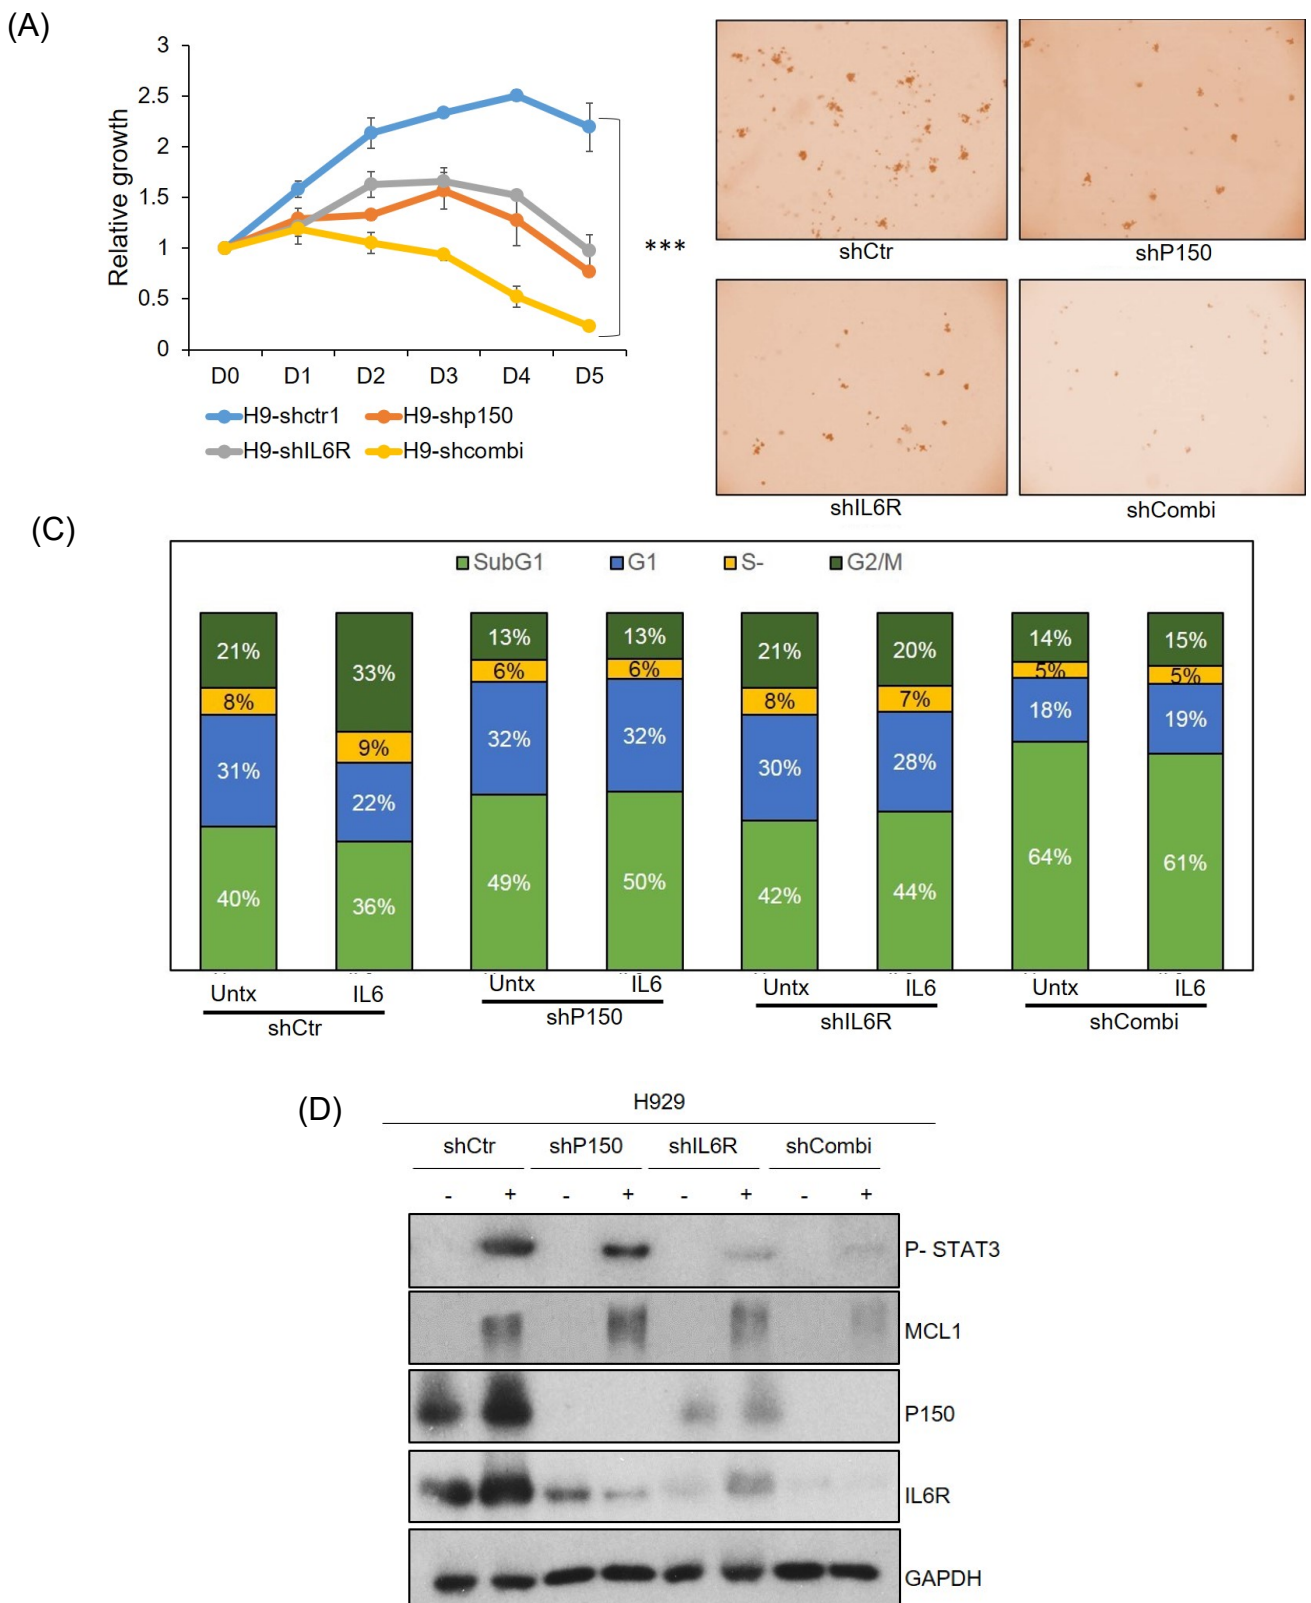 (A)
3
2.5
2
1.5
1
0.5
0
Relative growth
D0 D1 D2 D3 D4 D5
H9-shctr1 H9-shp150
H9-shIL6R H9-shcombi
***
shCtr shP150
shIL6R shCombi
(C)
SubG1 G1 S- G2/M
21% 33% 13% 13% 21% 20% 14% 15%
8% 9% 6% 6% 8% 7% 5% 5%
31% 22% 32% 32% 30% 28% 18% 19%
40% 36% 49% 50% 42% 44% 64% 61%
Untx IL6 Untx IL6 Untx IL6 Untx IL6
shCtr shP150 shIL6R shCombi
(D)
H929
shCtr shP150 shIL6R shCombi
- + - + - + - +
P- STAT3
MCL1
P150
IL6R
GAPDH